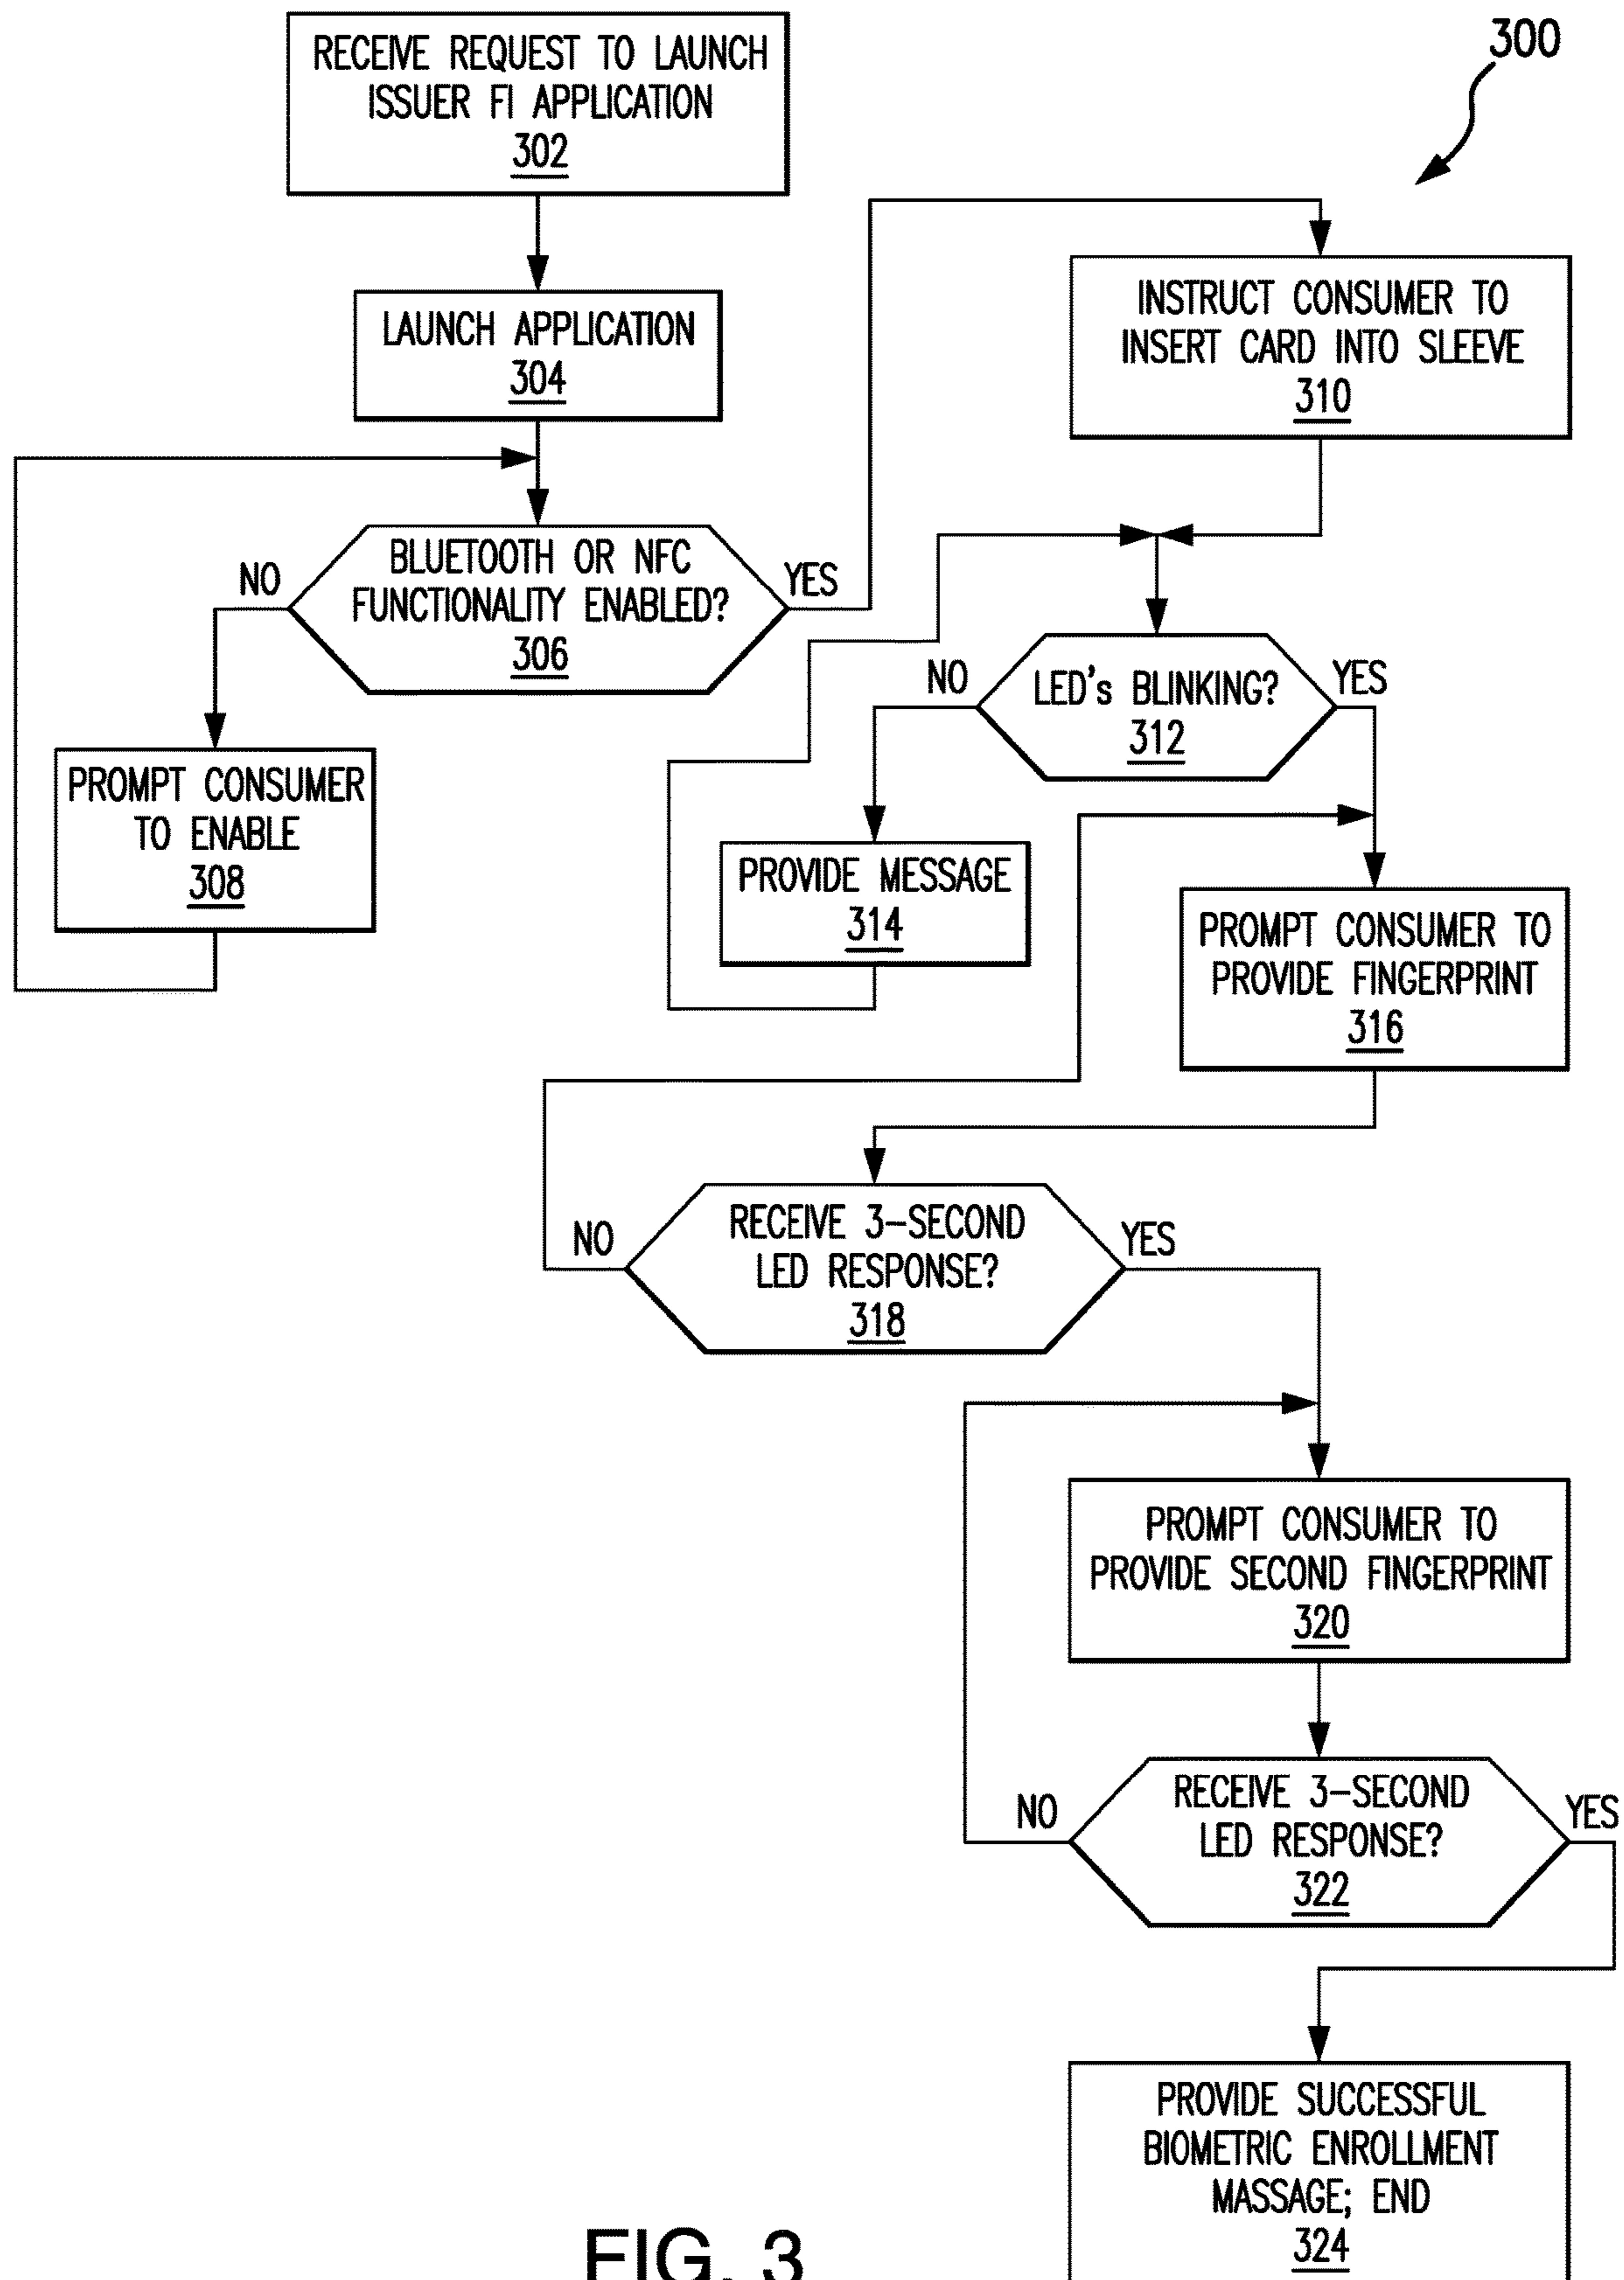 300
RECEIVE REQUEST TO LAUNCH
ISSUER FI APPLICATION
302
LAUNCH APPLICATION
304
BLUETOOTH OR NFC
FUNCTIONALITY ENABLED?
306
NO
YES
PROMPT CONSUMER
TO ENABLE
308
INSTRUCT CONSUMER TO
INSERT CARD INTO SLEEVE
310
LED's BLINKING?
312
NO
YES
PROVIDE MESSAGE
314
PROMPT CONSUMER TO
PROVIDE FINGERPRINT
316
RECEIVE 3-SECOND
LED RESPONSE?
318
NO
YES
PROMPT CONSUMER TO
PROVIDE SECOND FINGERPRINT
320
RECEIVE 3-SECOND
LED RESPONSE?
322
NO
YES
PROVIDE SUCCESSFUL
BIOMETRIC ENROLLMENT
MASSAGE; END
324
FIG. 3